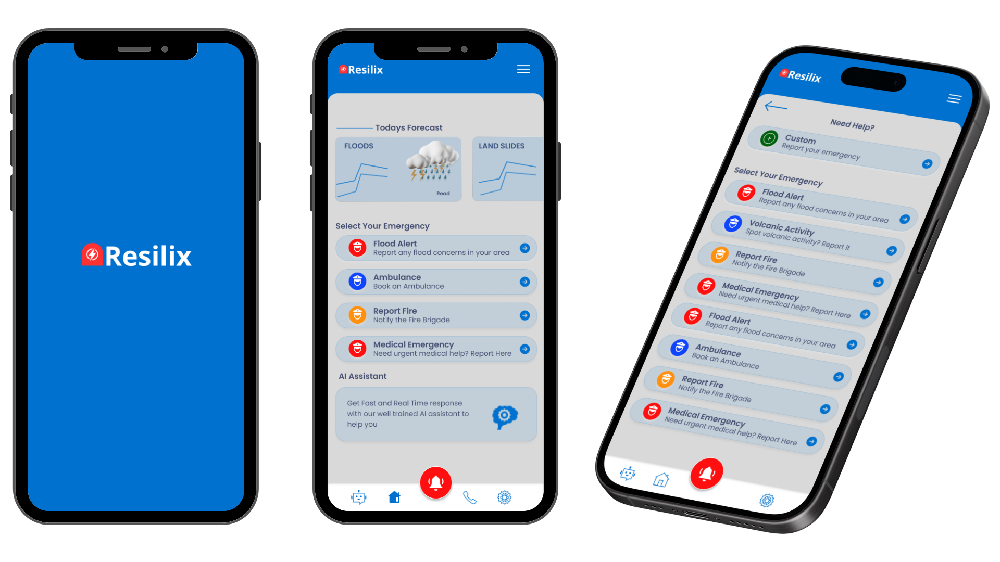 Resilix
Resilix
Todays Forecast
FLOODS
Read
LAND SLIDES
Select Your Emergency
Flood Alert
Report any flood concerns in your area
Ambulance
Book an Ambulance
Report Fire
Notify the Fire Brigade
Medical Emergency
Need urgent medical help? Report Here
AI Assistant
Get Fast and Real Time response
with our well trained AI assistant to
help you
Resilix
Need Help?
Custom
Report your emergency
Select Your Emergency
Flood Alert
Report any flood concerns in your area
Volcanic Activity
Spot volcanic activity? Report it
Report Fire
Notify the Fire Brigade
Medical Emergency
Need urgent medical help? Report Here
Flood Alert
Report any flood concerns in your area
Ambulance
Book an Ambulance
Report Fire
Notify the Fire Brigade
Medical Emergency
Need urgent medical help? Report Here